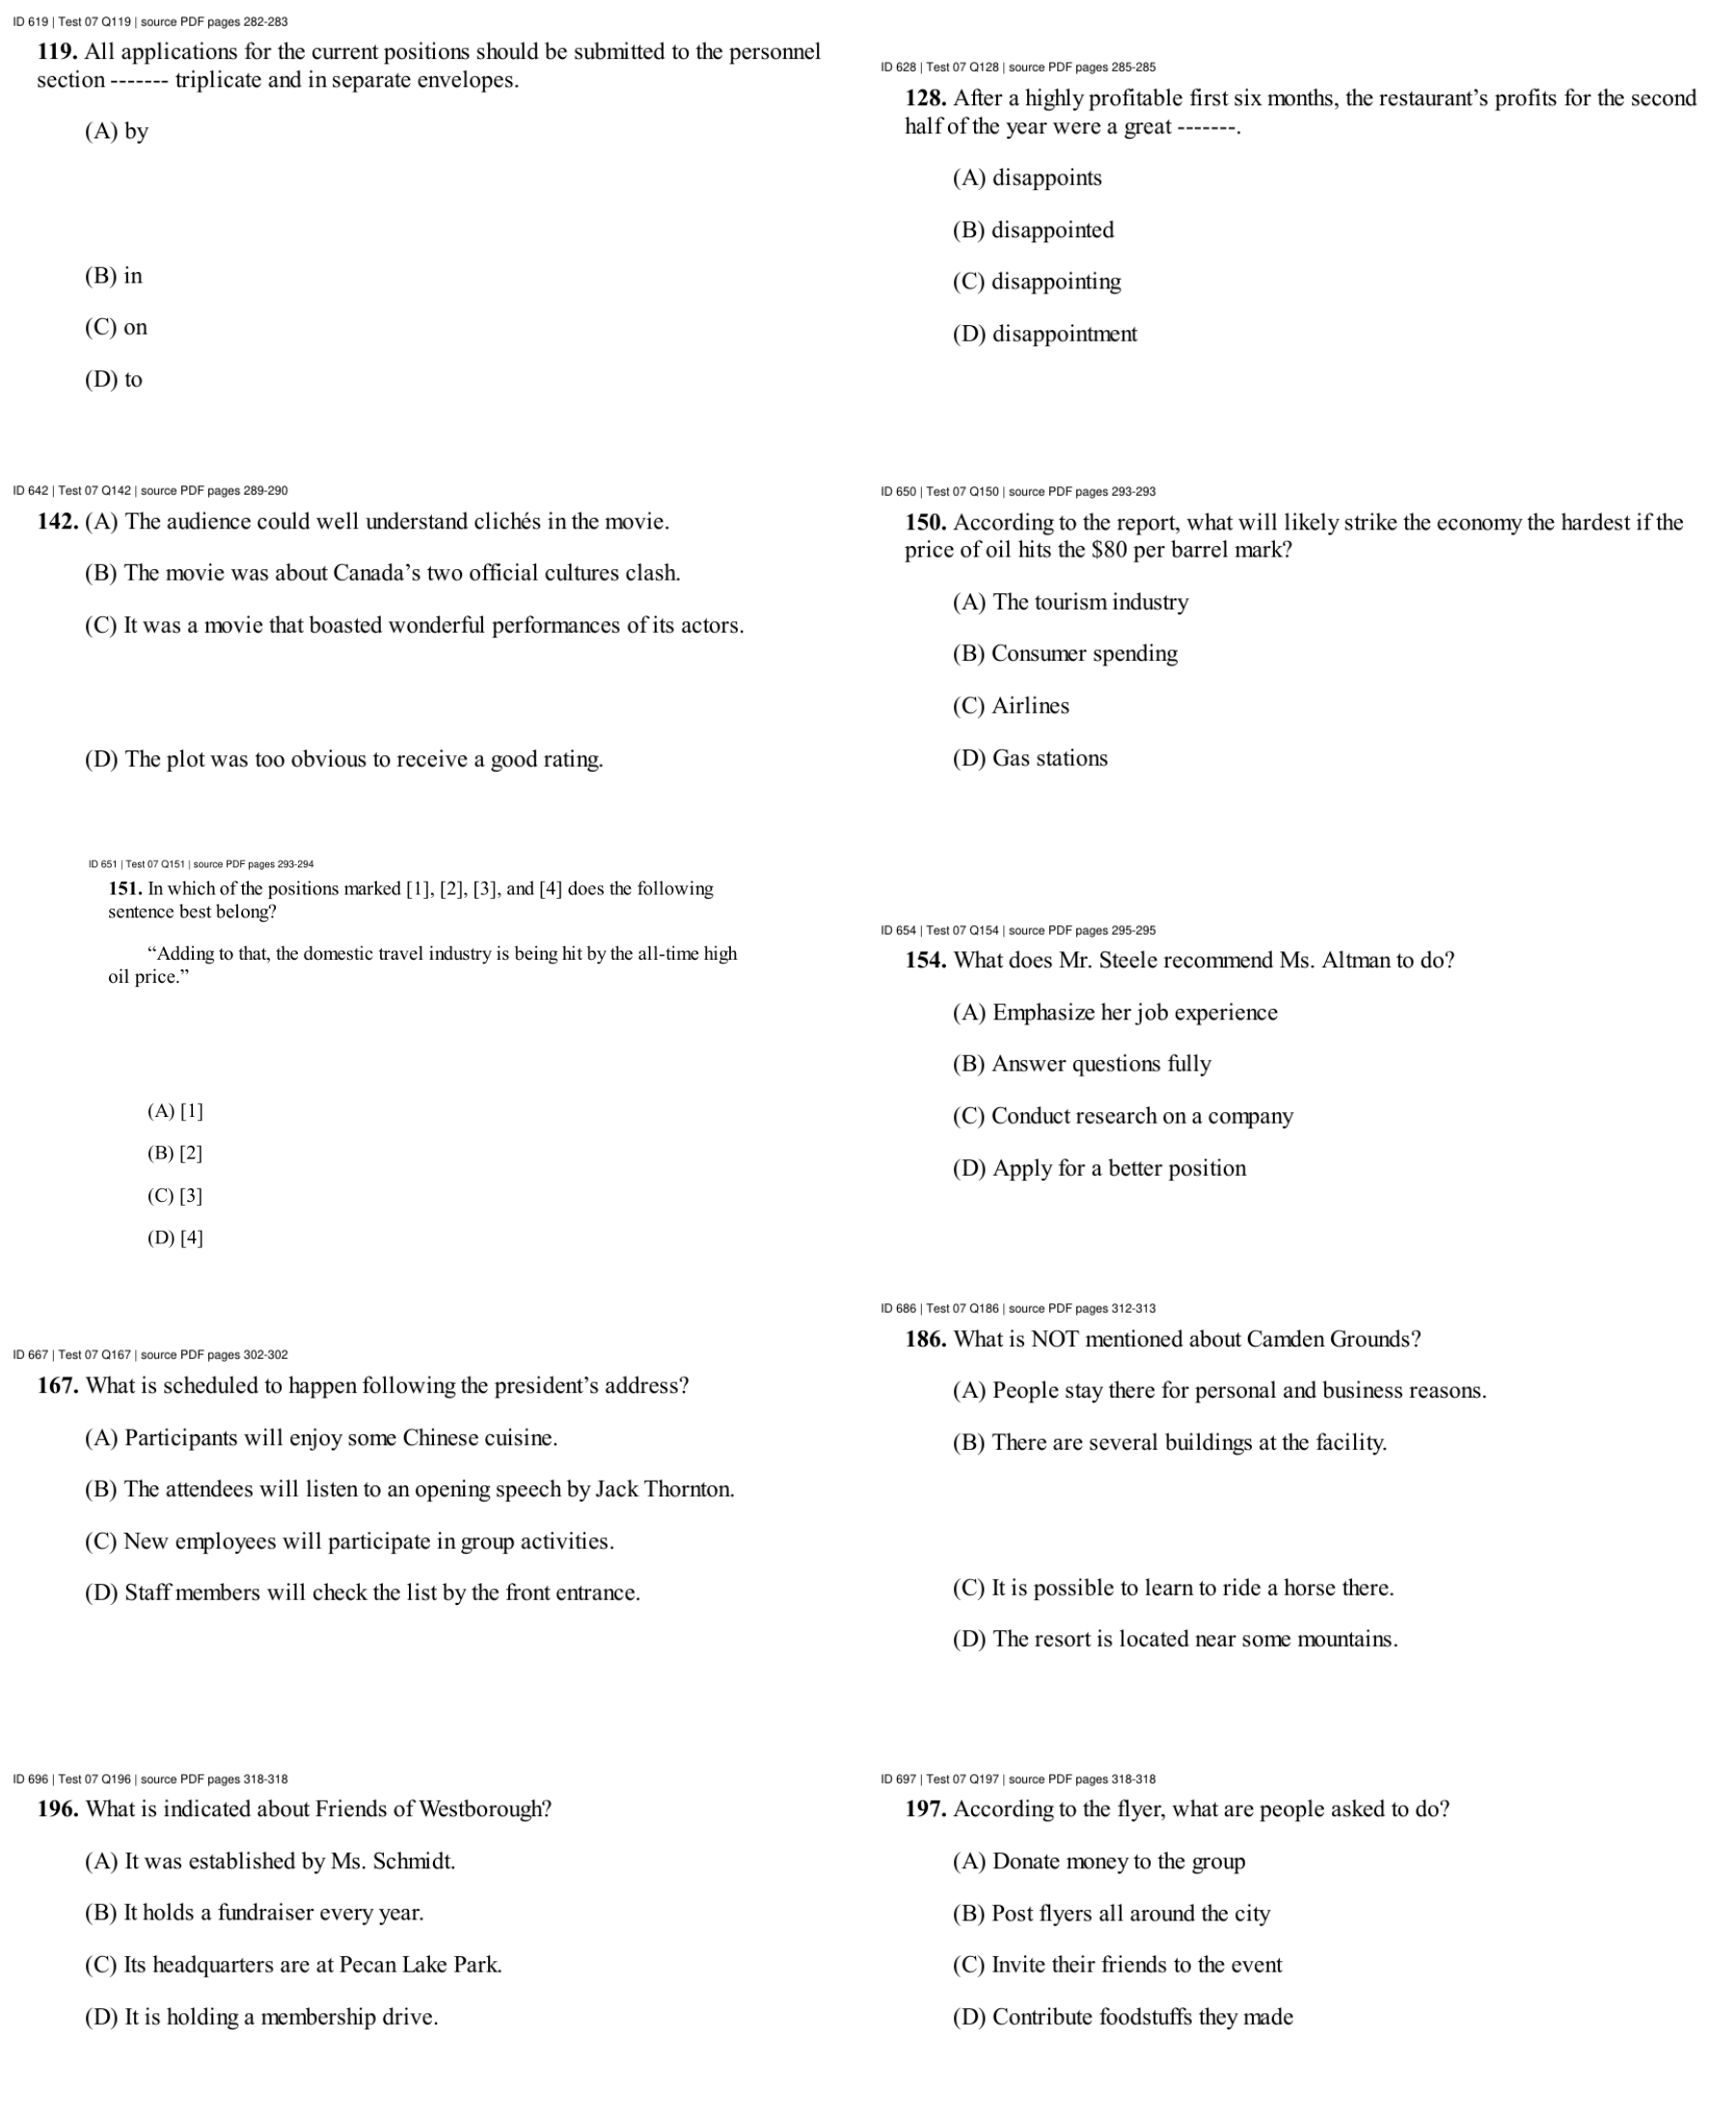 ID 619 | Test 07 Q119 | source PDF pages 282-283
119. All applications for the current positions should be submitted to the personnel
section ------- triplicate and in separate envelopes.
(A) by
(B) in
(C) on
(D) to
ID 628 | Test 07 Q128 | source PDF pages 285-285
128. After a highly profitable first six months, the restaurant’s profits for the second
half of the year were a great -------.
(A) disappoints
(B) disappointed
(C) disappointing
(D) disappointment
ID 642 | Test 07 Q142 | source PDF pages 289-290
142. (A) The audience could well understand clichés in the movie.
(B) The movie was about Canada’s two official cultures clash.
(C) It was a movie that boasted wonderful performances of its actors.
(D) The plot was too obvious to receive a good rating.
ID 650 | Test 07 Q150 | source PDF pages 293-293
150. According to the report, what will likely strike the economy the hardest if the
price of oil hits the $80 per barrel mark?
(A) The tourism industry
(B) Consumer spending
(C) Airlines
(D) Gas stations
ID 651 | Test 07 Q151 | source PDF pages 293-294
151. In which of the positions marked [1], [2], [3], and [4] does the following
sentence best belong?
“Adding to that, the domestic travel industry is being hit by the all-time high
oil price.”
(A) [1]
(B) [2]
(C) [3]
(D) [4]
ID 654 | Test 07 Q154 | source PDF pages 295-295
154. What does Mr. Steele recommend Ms. Altman to do?
(A) Emphasize her job experience
(B) Answer questions fully
(C) Conduct research on a company
(D) Apply for a better position
ID 667 | Test 07 Q167 | source PDF pages 302-302
167. What is scheduled to happen following the president’s address?
(A) Participants will enjoy some Chinese cuisine.
(B) The attendees will listen to an opening speech by Jack Thornton.
(C) New employees will participate in group activities.
(D) Staff members will check the list by the front entrance.
ID 686 | Test 07 Q186 | source PDF pages 312-313
186. What is NOT mentioned about Camden Grounds?
(A) People stay there for personal and business reasons.
(B) There are several buildings at the facility.
(C) It is possible to learn to ride a horse there.
(D) The resort is located near some mountains.
ID 696 | Test 07 Q196 | source PDF pages 318-318
196. What is indicated about Friends of Westborough?
(A) It was established by Ms. Schmidt.
(B) It holds a fundraiser every year.
(C) Its headquarters are at Pecan Lake Park.
(D) It is holding a membership drive.
ID 697 | Test 07 Q197 | source PDF pages 318-318
197. According to the flyer, what are people asked to do?
(A) Donate money to the group
(B) Post flyers all around the city
(C) Invite their friends to the event
(D) Contribute foodstuffs they made